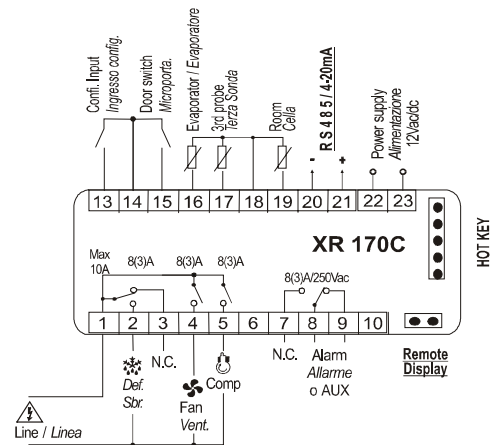 Confi. Input
Ingresso config.
Door switch
Microporta.
Evaporator / Evaporatore
3rd probe
Terza Sonda
Room
Cella
RS485/4-20mA
- +
Power supply
Alimentazione
12Vac/dc
13 14 15 16 17 18 19 20 21 22 23
XR 170C
HOT KEY
Max
10A
8(3)A 8(3)A 8(3)A
8(3)A/250Vac
1 2 3 4 5 6 7 8 9 10
N.C.
N.C.
Def.
Sbr.
Fan
Vent.
Comp
Alarm
Allarme
o AUX
Remote
Display
Line / Linea